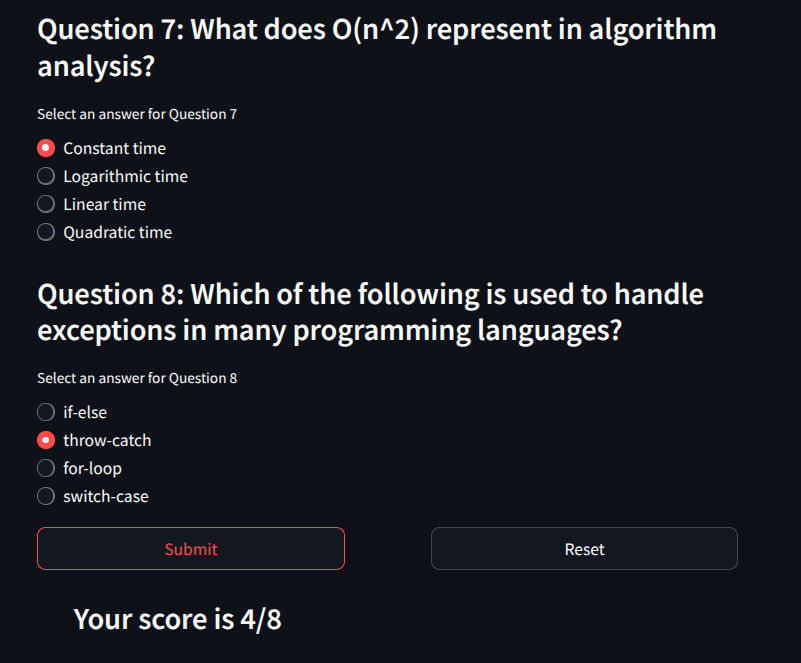 Question 7: What does O(n^2) represent in algorithm
analysis?
Select an answer for Question 7
Constant time
Logarithmic time
Linear time
Quadratic time
Question 8: Which of the following is used to handle
exceptions in many programming languages?
Select an answer for Question 8
if-else
throw-catch
for-loop
switch-case
Submit
Reset
Your score is 4/8